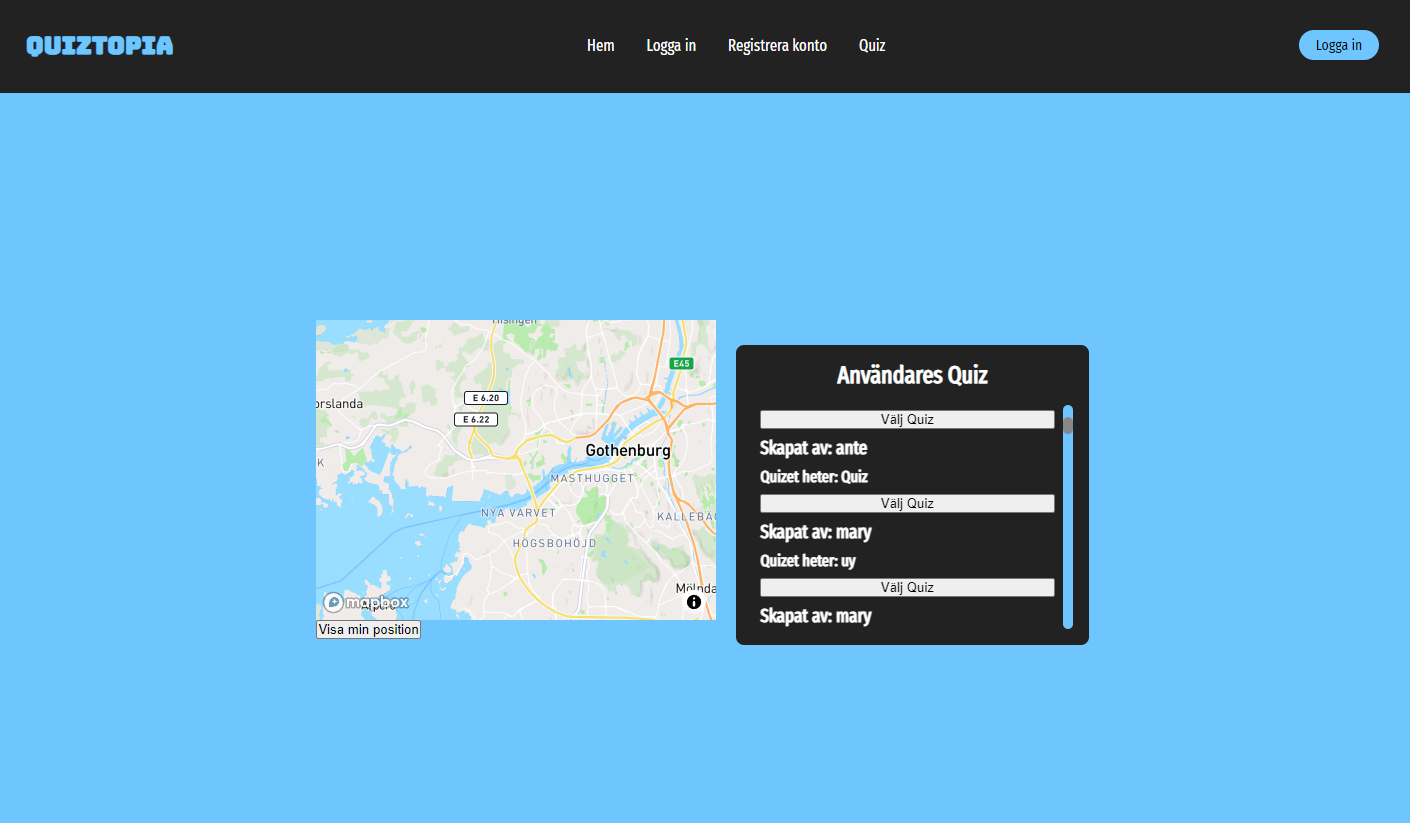 QUIZTOPIA
Hem Logga in Registrera konto Quiz
Logga in
Hisingen
E45
E 6.20
orslanda
E 6.22
Gothenburg
K
MASTHUGGET
NYA VARVET
KALLEBÄC
HÖGSBOHÖJD
Mölnda
mapbox
Visa min position
Användares Quiz
Välj Quiz
Skapat av: ante
Quizet heter: Quiz
Välj Quiz
Skapat av: mary
Quizet heter: uy
Välj Quiz
Skapat av: mary